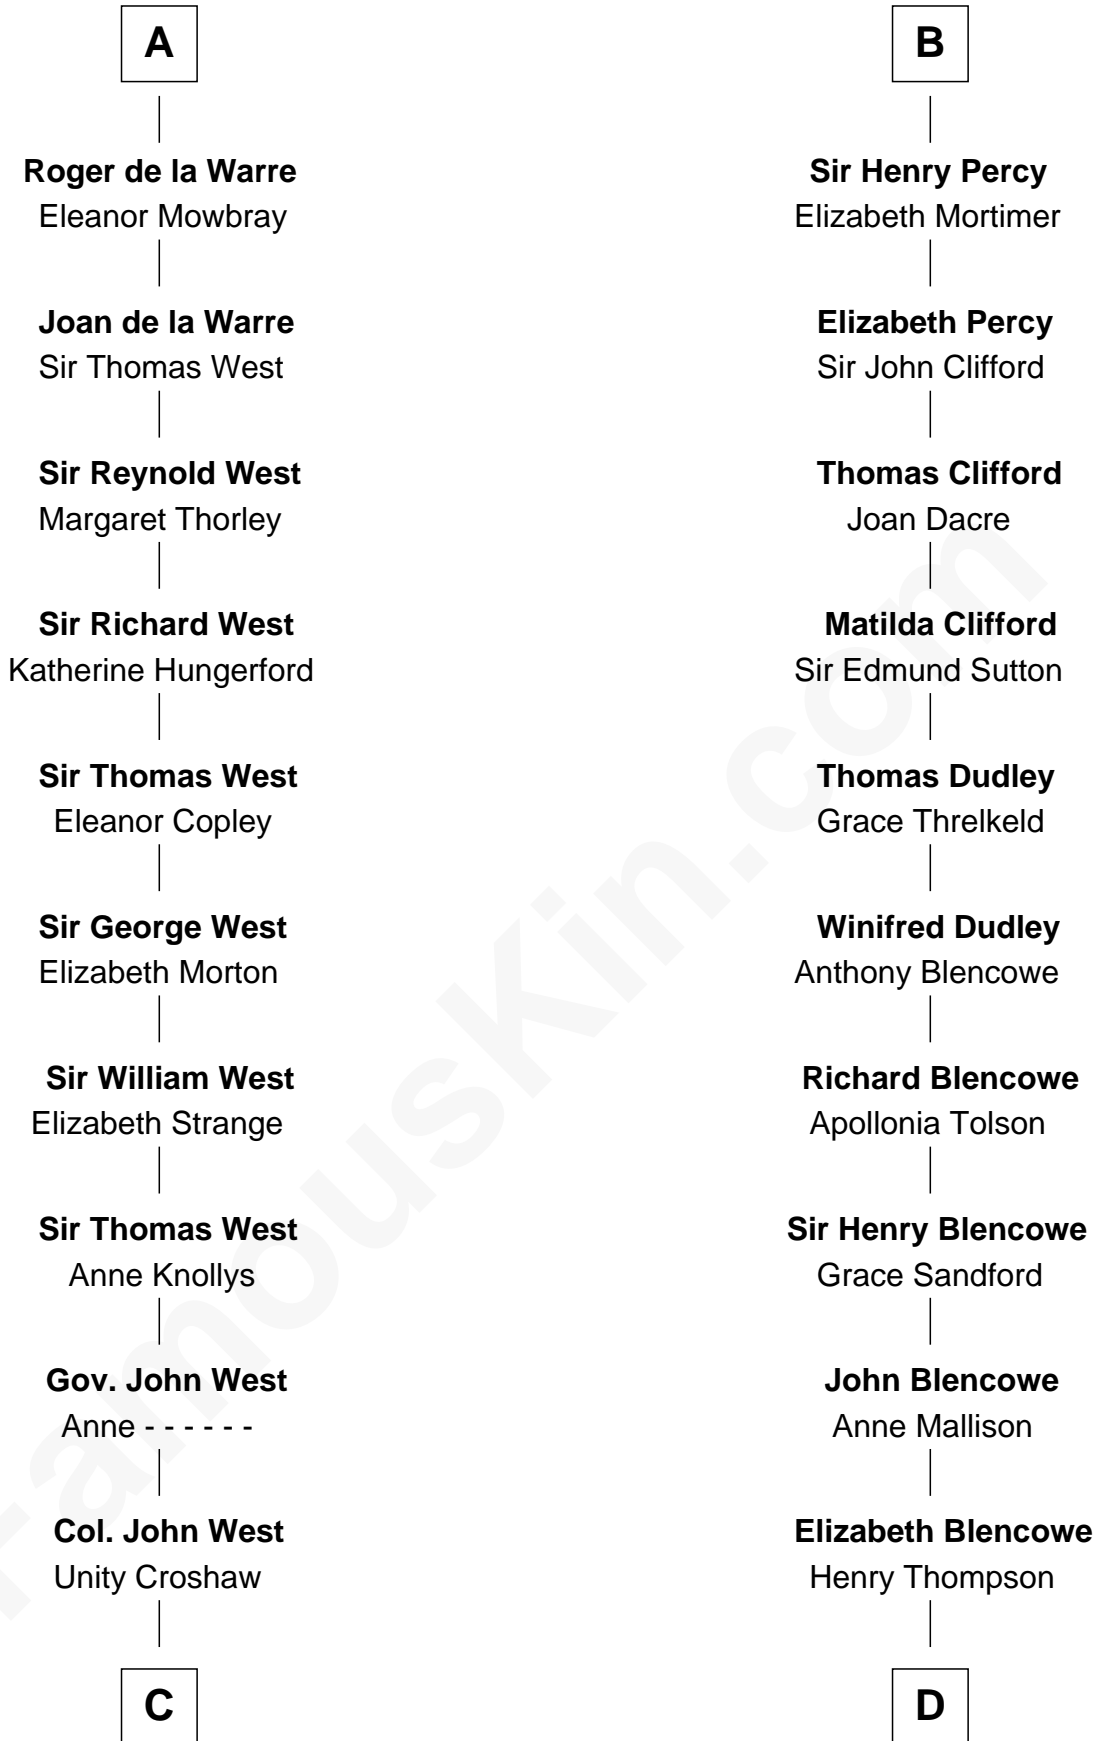 A
Roger de la Warre
Eleanor Mowbray
Joan de la Warre
Sir Thomas West
Sir Reynold West
Margaret Thorley
Sir Richard West
Katherine Hungerford
Sir Thomas West
Eleanor Copley
Sir George West
Elizabeth Morton
Sir William West
Elizabeth Strange
Sir Thomas West
Anne Knollys
Gov. John West
Anne - - - - - -
Col. John West
Unity Croshaw
C
B
Sir Henry Percy
Elizabeth Mortimer
Elizabeth Percy
Sir John Clifford
Thomas Clifford
Joan Dacre
Matilda Clifford
Sir Edmund Sutton
Thomas Dudley
Grace Threlkeld
Winifred Dudley
Anthony Blencowe
Richard Blencowe
Apollonia Tolson
Sir Henry Blencowe
Grace Sandford
John Blencowe
Anne Mallison
Elizabeth Blencowe
Henry Thompson
D
FamousKin.com